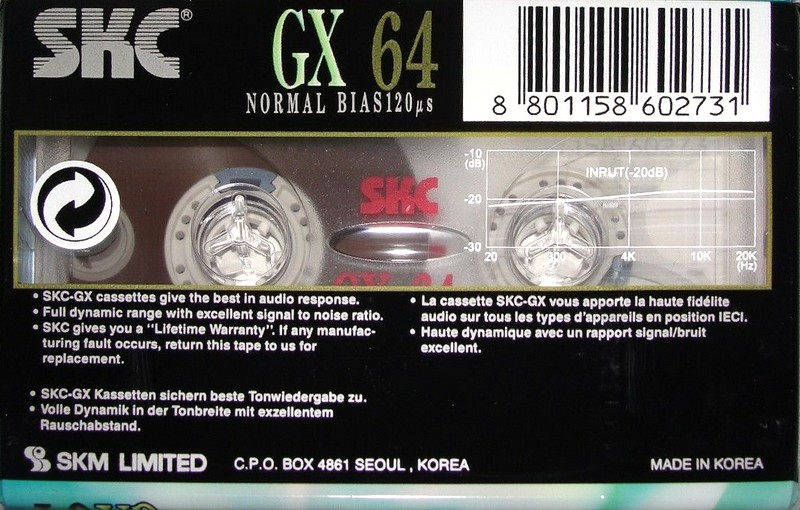 SKC®
GX 64
NORMAL BIAS 120µs
8 801158 602731
SKC
-10
(dB)
-20
-30
INPUT(-20dB)
20 300 4K 10K 20K
(Hz)
• SKC-GX cassettes give the best in audio response.
• Full dynamic range with excellent signal to noise ratio.
• SKC gives you a "Lifetime Warranty". If any manufac-
turing fault occurs, return this tape to us for
replacement.
• La cassette SKC-GX vous apporte la haute fidélite
audio sur tous les types d'appareils en position IECI.
• Haute dynamique avec un rapport signal/bruit
excellent.
• SKC-GX Kassetten sichern beste Tonwiedergabe zu.
• Volle Dynamik in der Tonbreite mit exzellentem
Rauschabstand.
SKM LIMITED C.P.O. BOX 4861 SEOUL , KOREA MADE IN KOREA